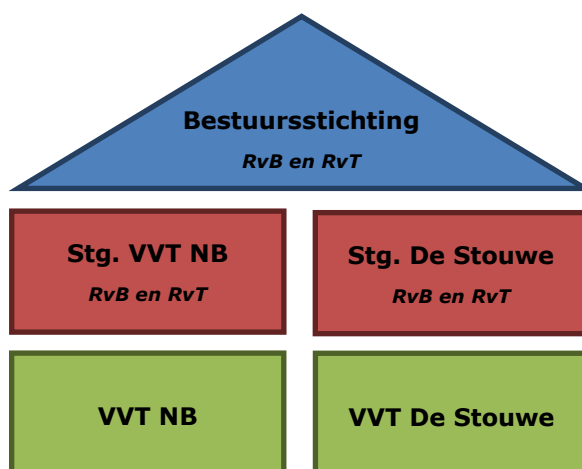 Bestuursstichting
RvB en RvT
Stg. VVT NB
RvB en RvT
Stg. De Stouwe
RvB en RvT
VVT NB
VVT De Stouwe